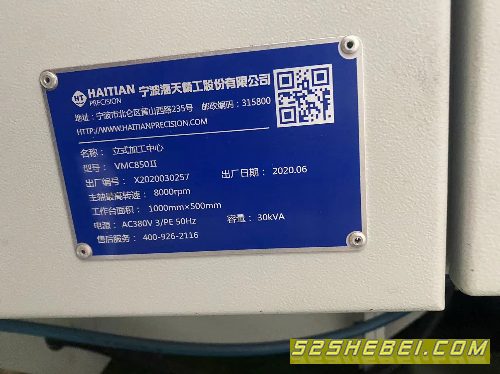 HT HAITIAN PRECISION 宁波海天精工股份有限公司
地址：宁波市北仑区黄山西路235号 邮政编码：315800
HTTP://WWW.HAITIANPRECISION.COM
名称：立式加工中心
型号：VMC850Ⅱ
出厂编号：X2020030257 出厂日期：2020.06
主轴最高转速：8000rpm
工作台面积：1000mm×500mm
电源：AC380V 3/PE 50Hz 容量：30kVA
售后服务：400-926-2116
52SHEBEI.COM